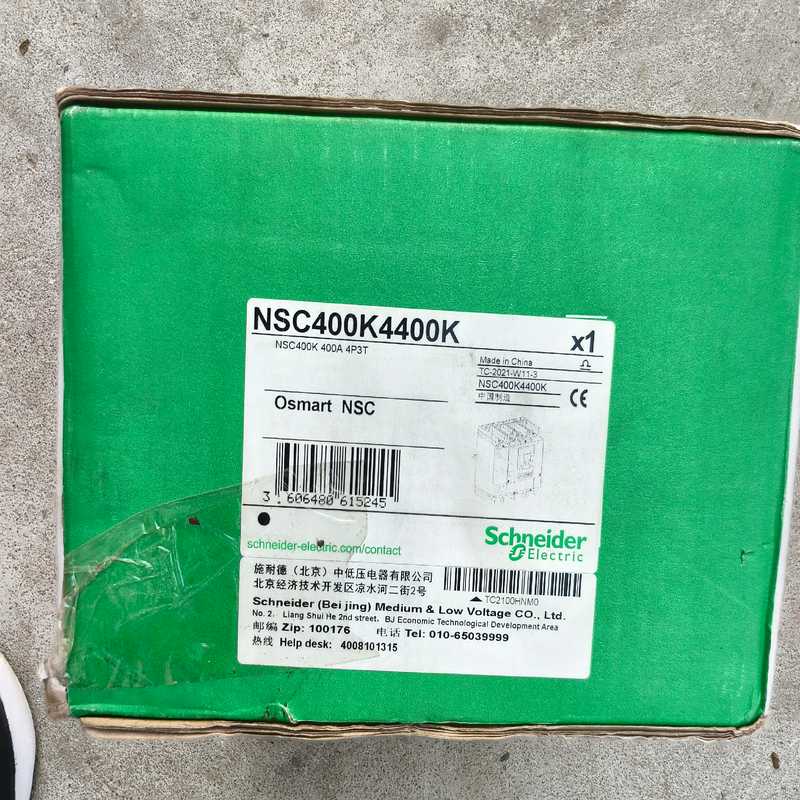 NSC400K4400K
x1
NSC400K 400A 4P3T
Made in China
TC-2021-W11-3
NSC400K4400K
中国制造
CE
Osmart NSC
3 606480 615245
schneider-electric.com/contact
Schneider
Electric
施耐德（北京）中低压电器有限公司
北京经济技术开发区凉水河二街2号
TC2100HNM0
Schneider (Bei jing) Medium & Low Voltage CO., Ltd.
No. 2, Liang Shui He 2nd street, BJ Economic Technological Development Area
邮编 Zip: 100176 电话 Tel: 010-65039999
热线 Help desk: 4008101315